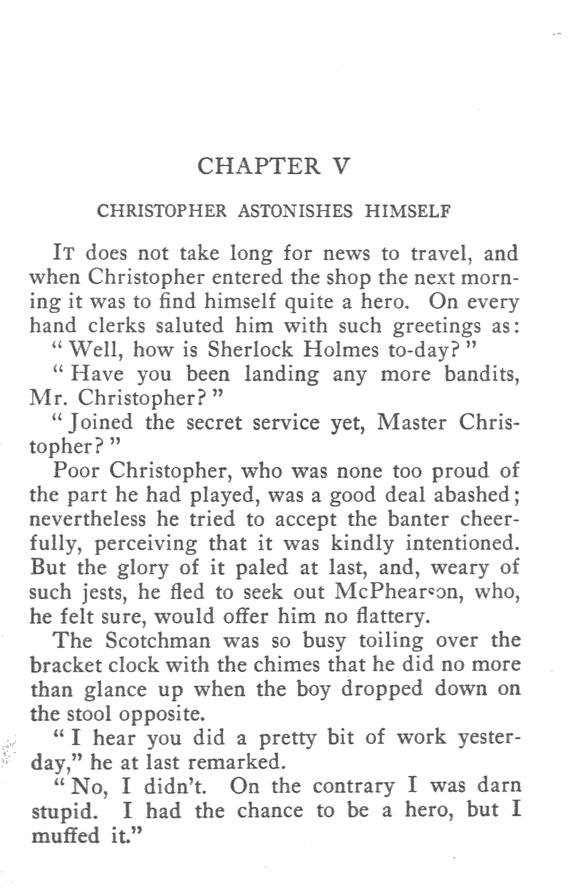 CHAPTER V
CHRISTOPHER ASTONISHES HIMSELF
IT does not take long for news to travel, and
when Christopher entered the shop the next morn-
ing it was to find himself quite a hero. On every
hand clerks saluted him with such greetings as:
“ Well, how is Sherlock Holmes to-day? ”
“ Have you been landing any more bandits,
Mr. Christopher? ”
“ Joined the secret service yet, Master Chris-
topher? ”
Poor Christopher, who was none too proud of
the part he had played, was a good deal abashed;
nevertheless he tried to accept the banter cheer-
fully, perceiving that it was kindly intentioned.
But the glory of it paled at last, and, weary of
such jests, he fled to seek out McPhearson, who,
he felt sure, would offer him no flattery.
The Scotchman was so busy toiling over the
bracket clock with the chimes that he did no more
than glance up when the boy dropped down on
the stool opposite.
“ I hear you did a pretty bit of work yester-
day,” he at last remarked.
“ No, I didn't. On the contrary I was darn
stupid. I had the chance to be a hero, but I
muffed it.”